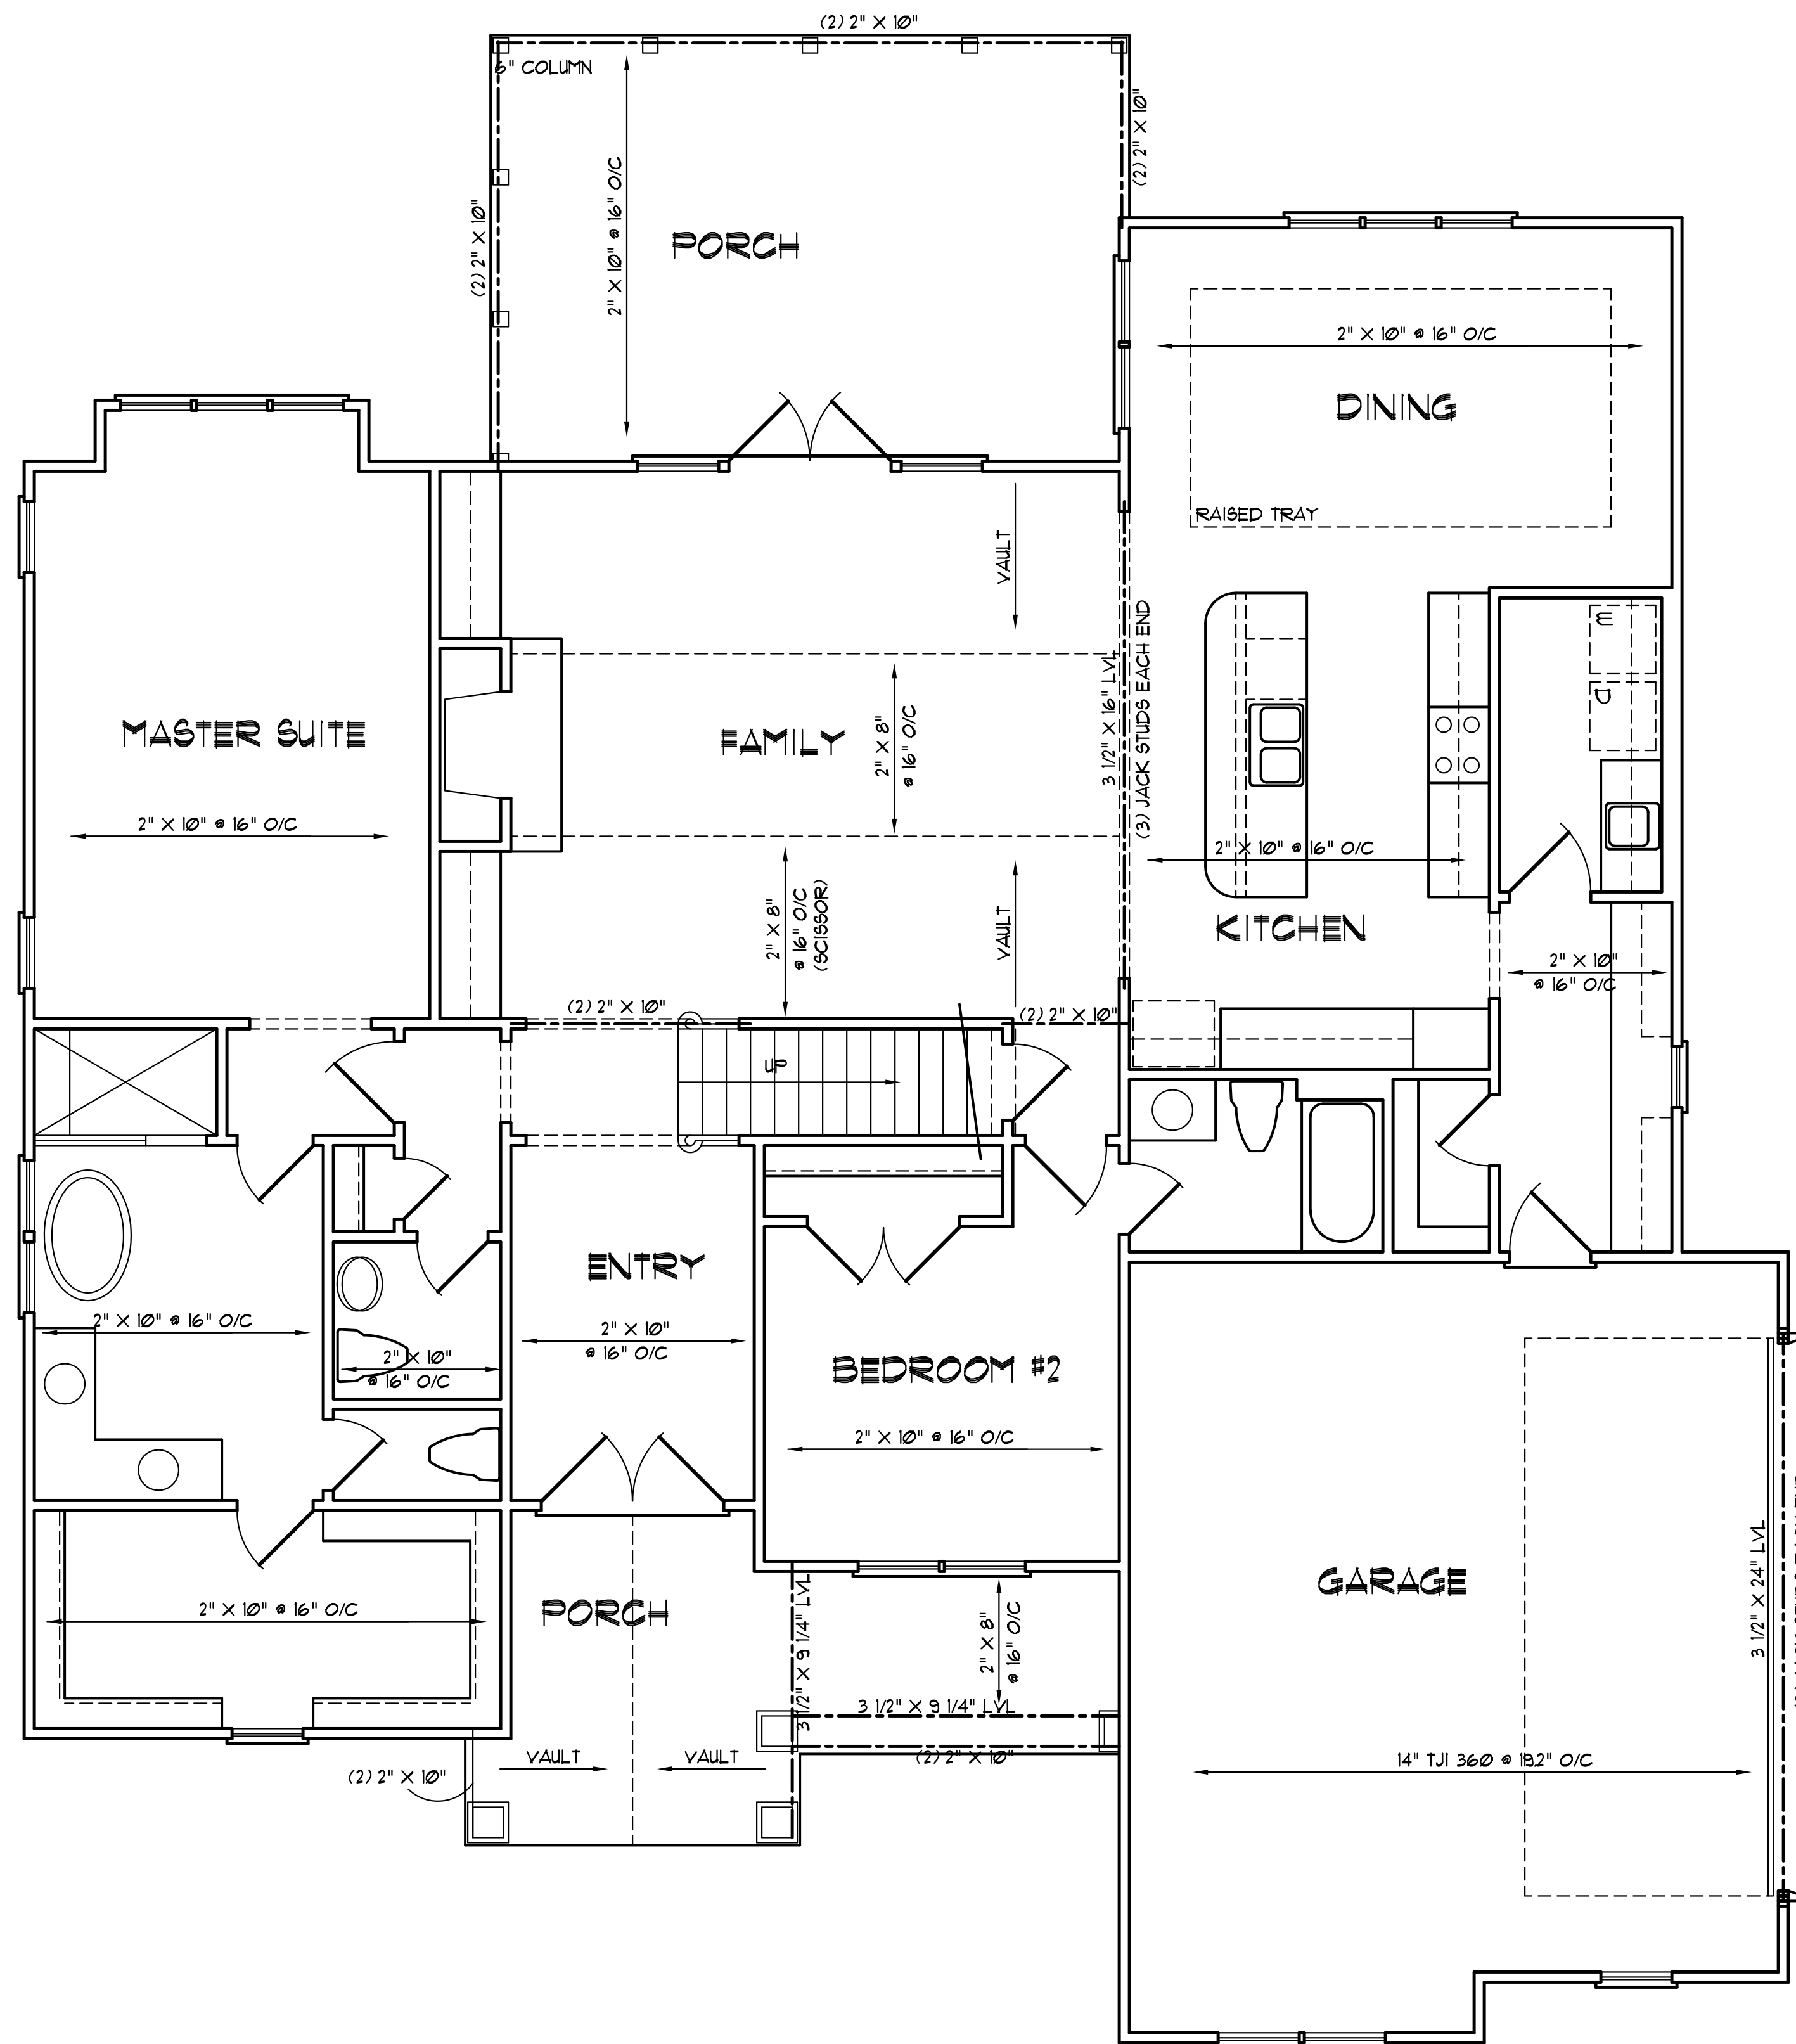 (2) 2" X 10"
6" COLUMN
(2) 2" X 10"
2" X 10" @ 16" O/C
(2) 2" X 10"
PORCH
2" X 10" @ 16" O/C
DINING
RAISED TRAY
VAULT
3 1/2" X 16" LVL
(3) JACK STUDS EACH END
MASTER SUITE
FAMILY
2" X 8"
@ 16" O/C
2" X 10" @ 16" O/C
2" X 10" @ 16" O/C
2" X 8"
@ 16" O/C
(SCISSOR)
VAULT
KITCHEN
2" X 10"
@ 16" O/C
(2) 2" X 10"
(2) 2" X 10"
UP
ENTRY
2" X 10" @ 16" O/C
2" X 10"
@ 16" O/C
2" X 10"
@ 16" O/C
BEDROOM #2
2" X 10" @ 16" O/C
GARAGE
3 1/2" X 24" LVL
2" X 10" @ 16" O/C
PORCH
3 1/2" X 9 1/4" LVL
2" X 8"
@ 16" O/C
3 1/2" X 9 1/4" LVL
(2) 2" X 10"
VAULT
VAULT
(2) 2" X 10"
14" TJI 360 @ 19.2" O/C